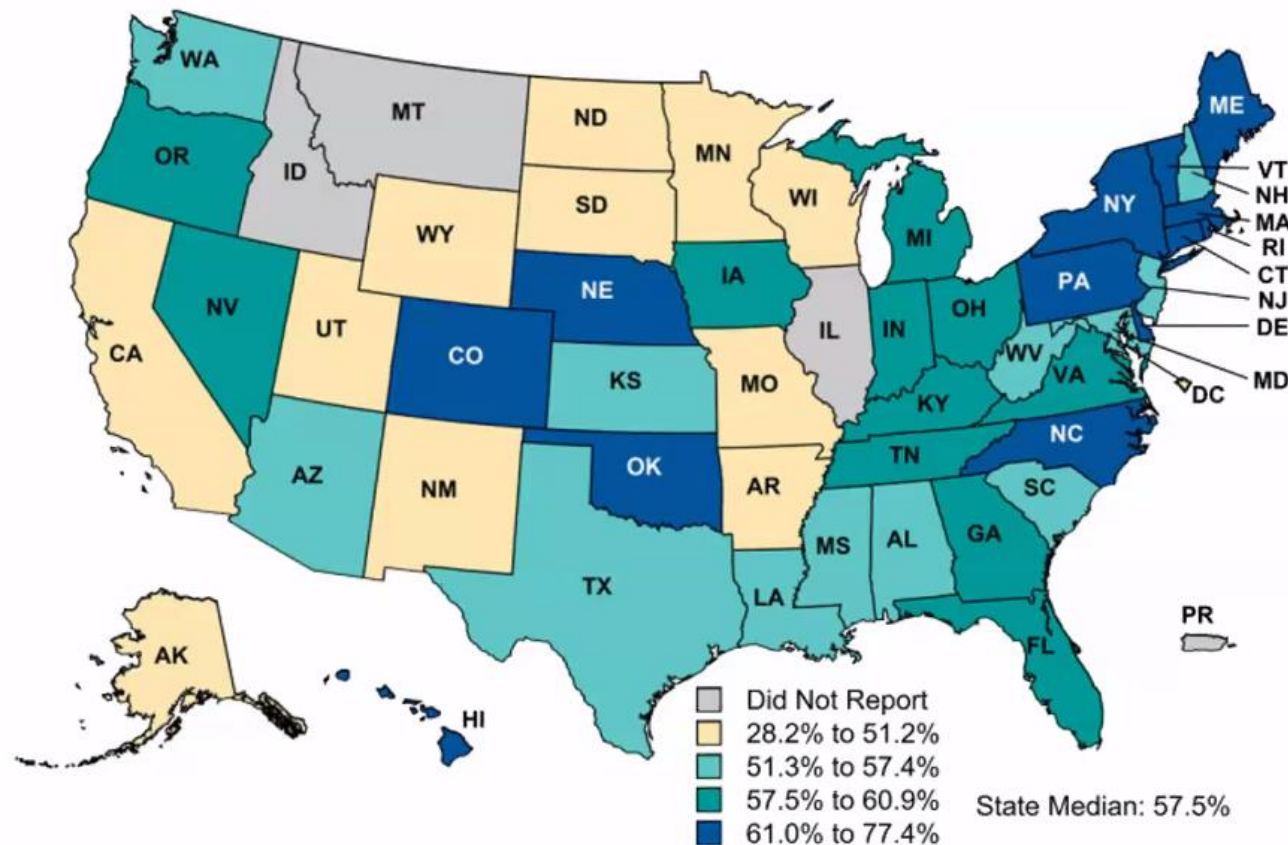 WA
MT
ND
MN
ME
OR
ID
SD
WI
VT
NH
MA
RI
CT
NJ
DE
MD
DC
NY
WY
MI
IA
NE
PA
NV
UT
CO
IL
IN
OH
CA
KS
MO
WV
VA
KY
NC
AZ
NM
OK
TN
AR
SC
MS
AL
GA
TX
LA
FL
PR
AK
HI
Did Not Report
28.2% to 51.2%
51.3% to 57.4%
57.5% to 60.9%
61.0% to 77.4%
State Median: 57.5%